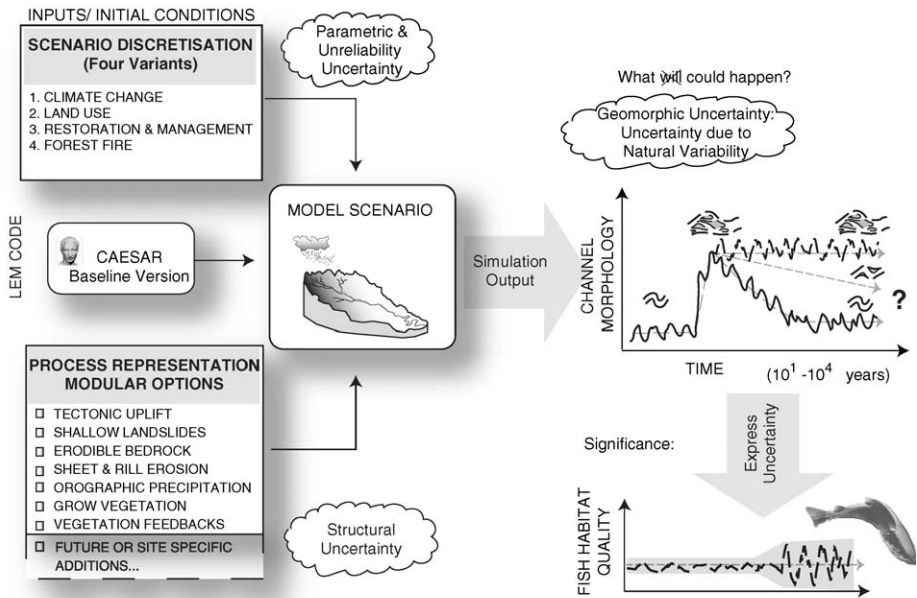 INPUTS/ INITIAL CONDITIONS
SCENARIO DISCRETISATION
(Four Variants)
1. CLIMATE CHANGE
2. LAND USE
3. RESTORATION & MANAGEMENT
4. FOREST FIRE
Parametric &
Unreliability
Uncertainty
LEM CODE
CAESAR
Baseline Version
MODEL SCENARIO
PROCESS REPRESENTATION
MODULAR OPTIONS
TECTONIC UPLIFT
SHALLOW LANDSLIDES
ERODIBLE BEDROCK
SHEET & RILL EROSION
OROGRAPHIC PRECIPITATION
GROW VEGETATION
VEGETATION FEEDBACKS
FUTURE OR SITE SPECIFIC
ADDITIONS...
Structural
Uncertainty
Simulation
Output
What will could happen?
Geomorphic Uncertainty:
Uncertainty due to
Natural Variability
CHANNEL
MORPHOLOGY
?
TIME (10¹ -10⁴ years)
Significance:
Express
Uncertainty
FISH HABITAT
QUALITY